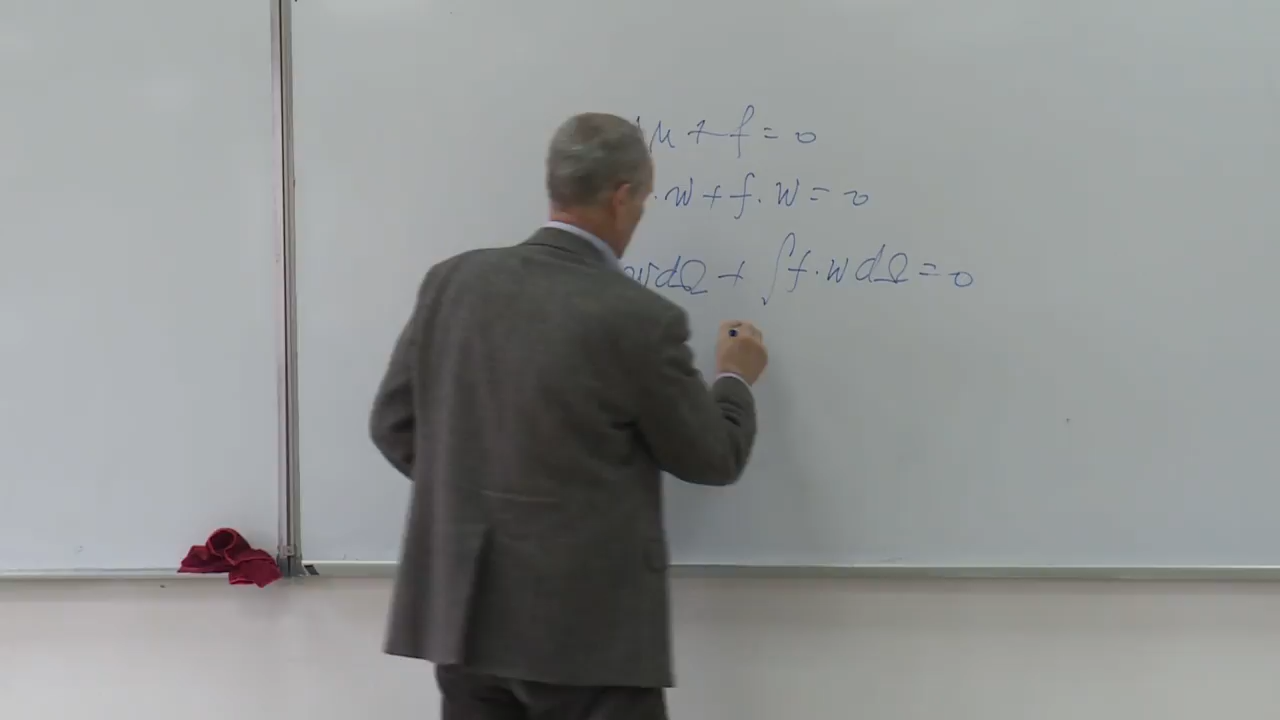 u + f = 0
· w + f · w = 0
w dΩ + ∫ f · w dΩ = 0